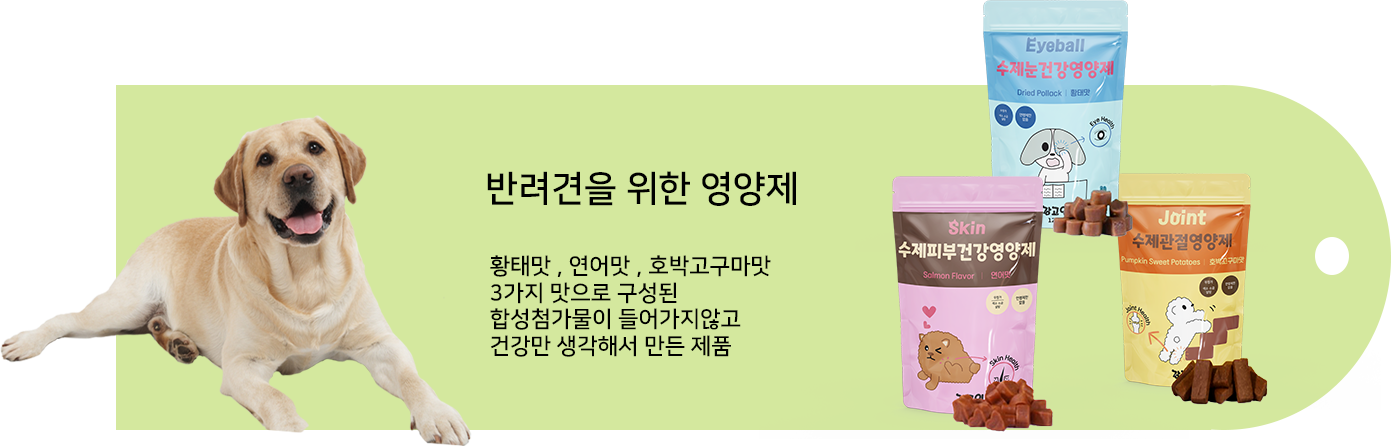 반려견을 위한 영양제
황태맛 , 연어맛 , 호박고구마맛
3가지 맛으로 구성된
합성첨가물이 들어가지않고
건강만 생각해서 만든 제품
Eyeball
수제눈건강영양제
Dried Pollack | 황태맛
Eye Health
Skin
수제피부건강영양제
Salmon Flavor | 연어맛
Skin Health
Joint
수제관절영양제
Pumpkin Sweet Potatoes | 호박고구마맛
Joint Health